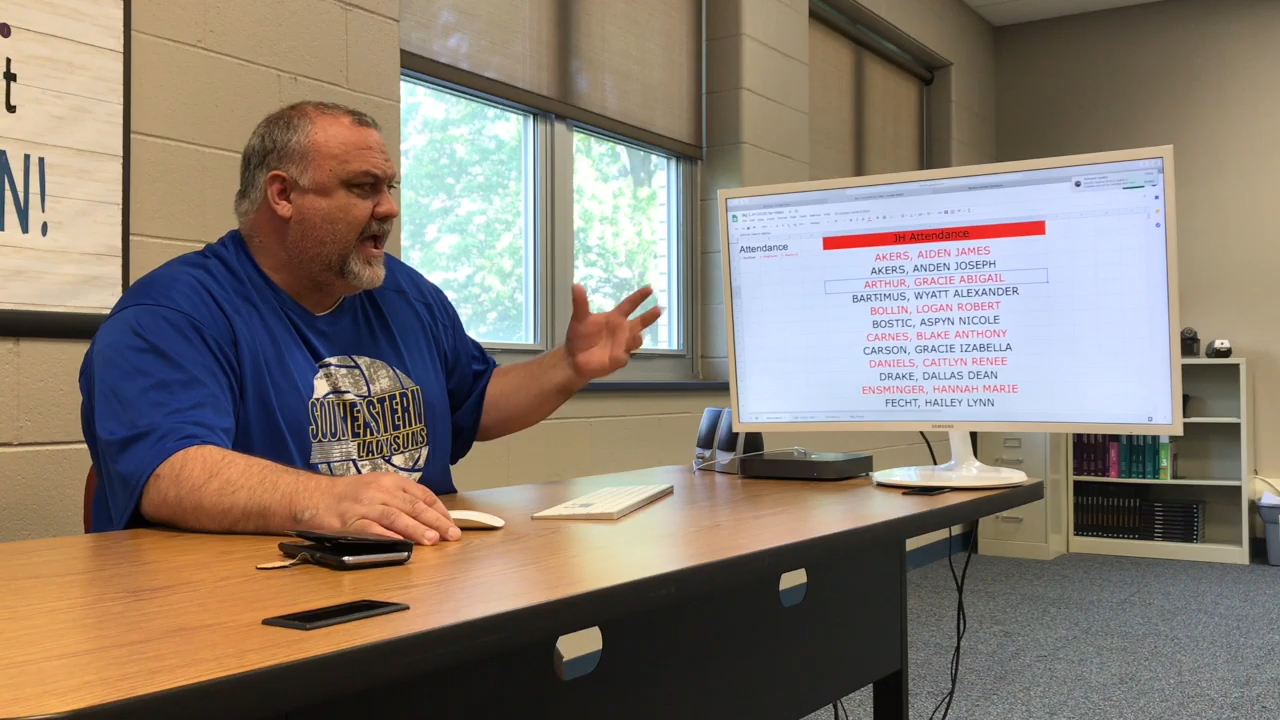 t
N!
SOUTHEASTERN
LADY SUNS
Attendance
JH Attendance
AKERS, AIDEN JAMES
AKERS, ANDEN JOSEPH
ARTHUR, GRACIE ABIGAIL
BARTIMUS, WYATT ALEXANDER
BOLLIN, LOGAN ROBERT
BOSTIC, ASPYN NICOLE
CARNES, BLAKE ANTHONY
CARSON, GRACIE IZABELLA
DANIELS, CAITLYN RENEE
DRAKE, DALLAS DEAN
ENSMINGER, HANNAH MARIE
FECHT, HAILEY LYNN
SAMSUNG